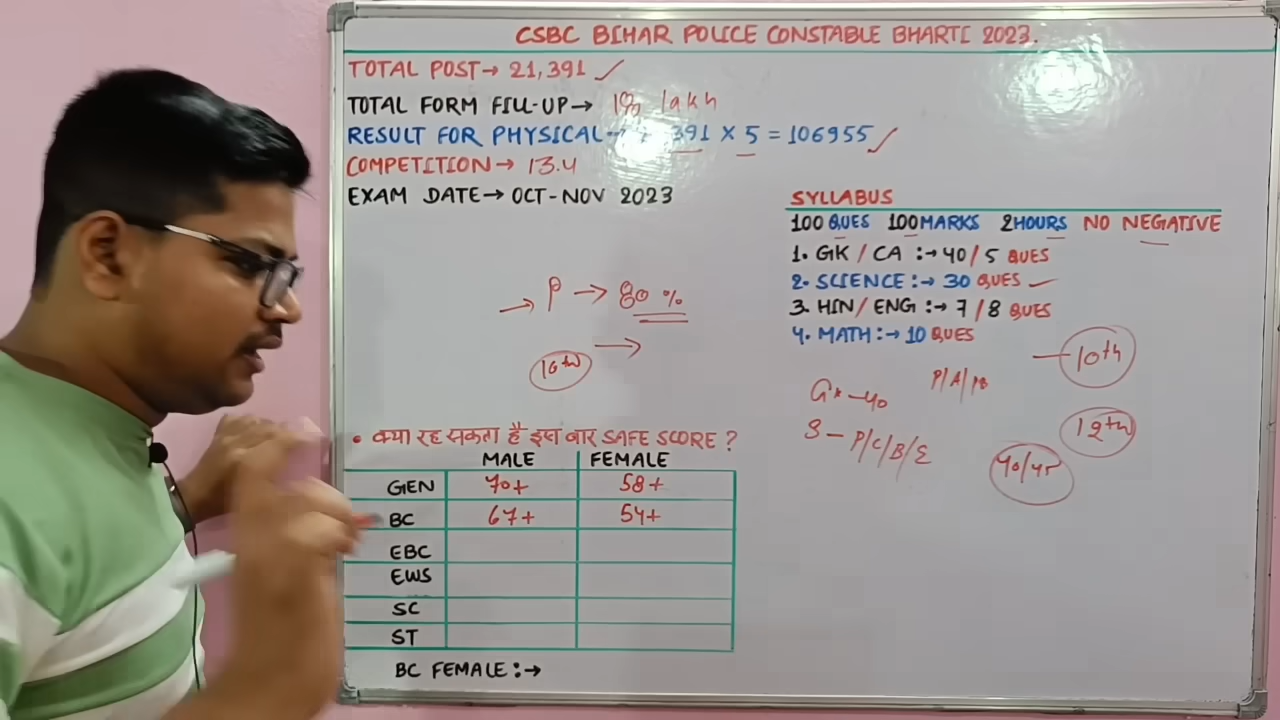 CSBC BIHAR POLICE CONSTABLE BHARTI 2023.
TOTAL POST→ 21,391 ✓
TOTAL FORM FILL-UP→ lakh
RESULT FOR PHYSICAL→ 391 X 5 = 106955 ✓
COMPETITION→ 13.4
EXAM DATE→ OCT-NOV 2023
SYLLABUS
100 QUES 100 MARKS 2 HOURS NO NEGATIVE
1. GK / CA :→ 40/5 QUES
2. SCIENCE :→ 30 QUES
3. HIN/ ENG :→ 7/8 QUES
4. MATH :→ 10 QUES
→ P → 80 %
10th →
10th
P/A/
GK - 40
12th
S - P/C/B/E
40/45
• क्या रह सकता है इस बार SAFE SCORE ?
MALE FEMALE
GEN 70+ 58+
BC 67+ 54+
EBC
EWS
SC
ST
BC FEMALE :→